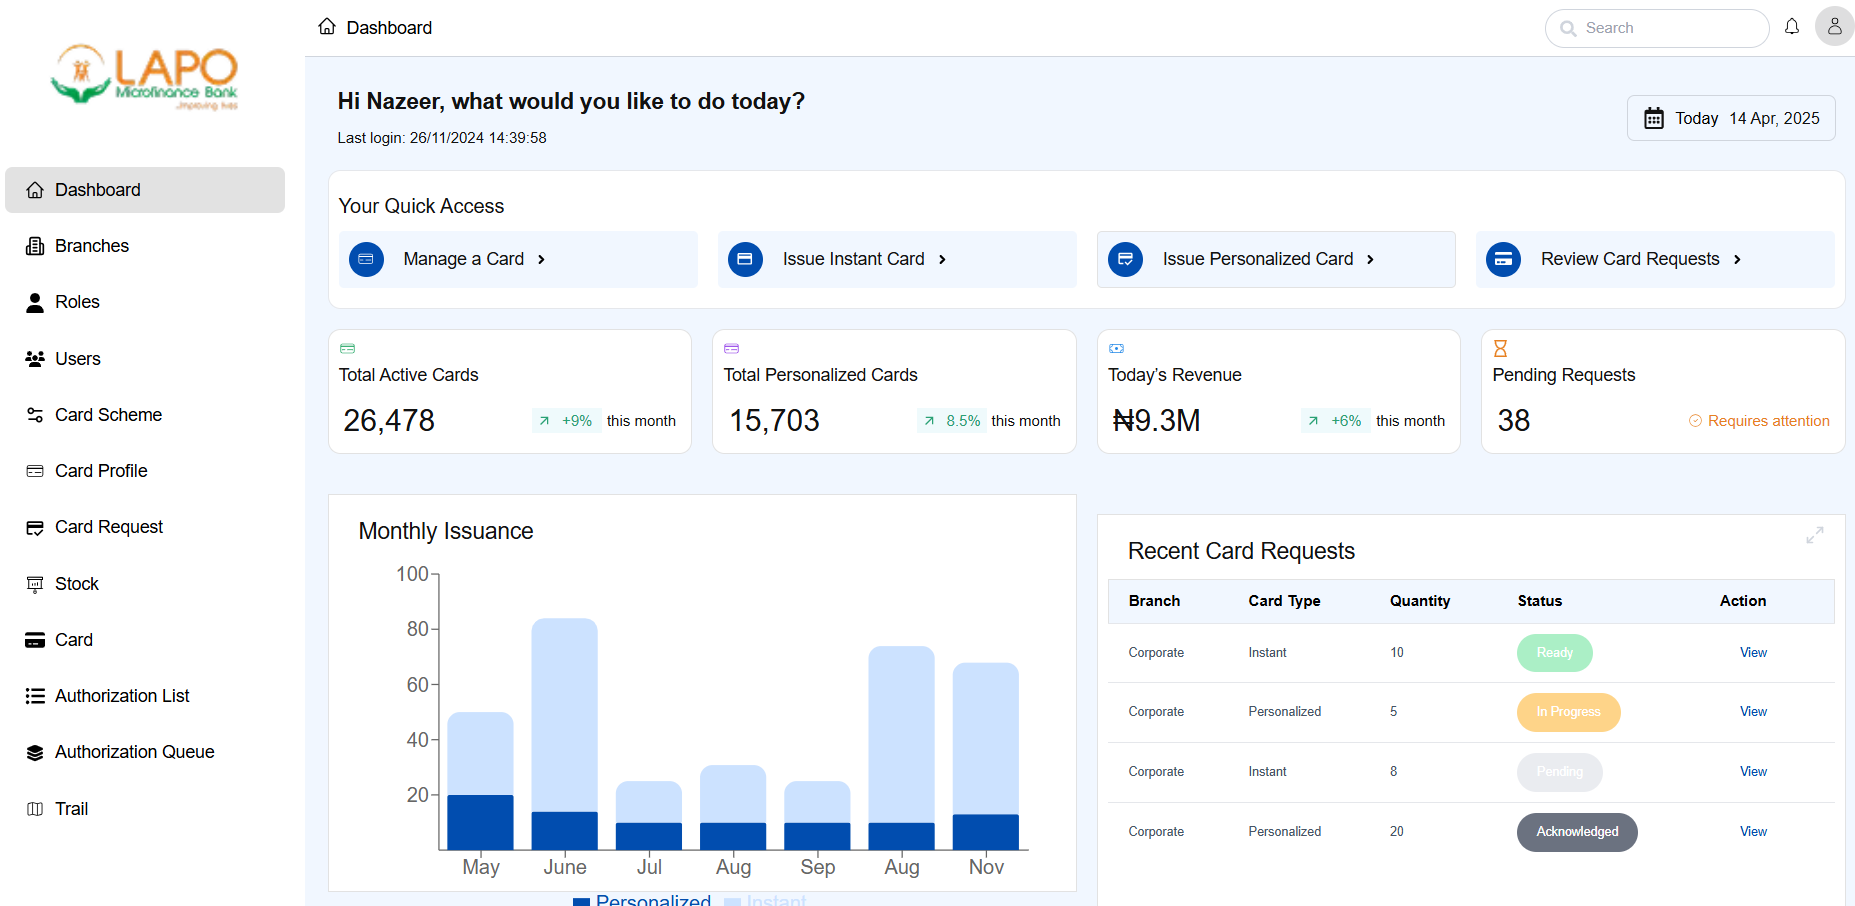 LAPO
Microfinance Bank
...Improving lives
Dashboard
Branches
Roles
Users
Card Scheme
Card Profile
Card Request
Stock
Card
Authorization List
Authorization Queue
Trail
Dashboard
Search
Hi Nazeer, what would you like to do today?
Last login: 26/11/2024 14:39:58
Today 14 Apr, 2025
Your Quick Access
Manage a Card
Issue Instant Card
Issue Personalized Card
Review Card Requests
Total Active Cards
26,478 +9% this month
Total Personalized Cards
15,703 8.5% this month
Today’s Revenue
₦9.3M +6% this month
Pending Requests
38 Requires attention
Monthly Issuance
100
80
60
40
20
May June Jul Aug Sep Aug Nov
Personalized Instant
Recent Card Requests
Branch Card Type Quantity Status Action
Corporate Instant 10 Ready View
Corporate Personalized 5 In Progress View
Corporate Instant 8 Pending View
Corporate Personalized 20 Acknowledged View